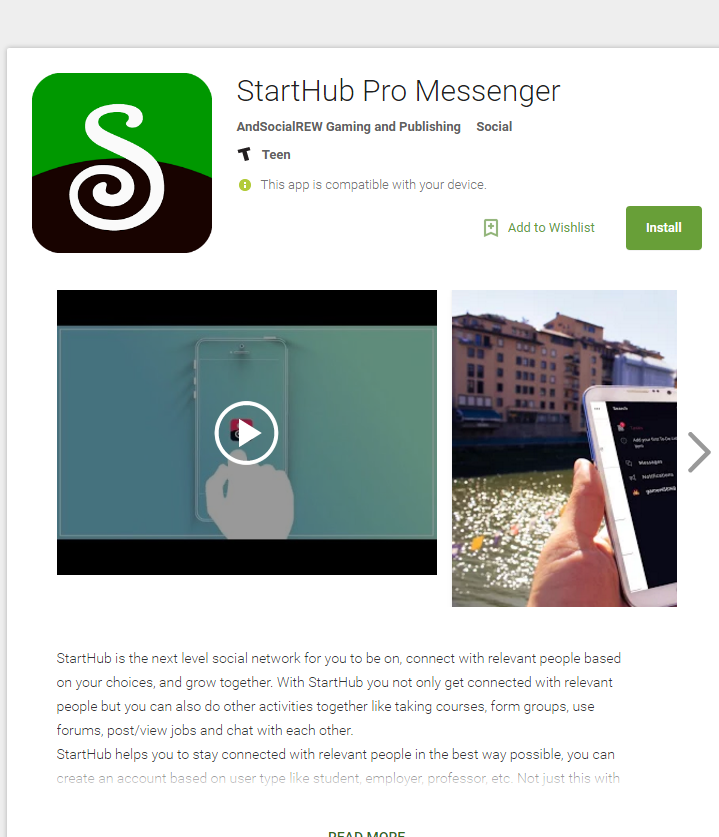 StartHub Pro Messenger
AndSocialREW Gaming and Publishing Social
T Teen
This app is compatible with your device.
Add to Wishlist
Install
Search
Add your first To-Do List
Messages
Notifications
StartHub is the next level social network for you to be on, connect with relevant people based
on your choices, and grow together. With StartHub you not only get connected with relevant
people but you can also do other activities together like taking courses, form groups, use
forums, post/view jobs and chat with each other.
StartHub helps you to stay connected with relevant people in the best way possible, you can
create an account based on user type like student, employer, professor, etc. Not just this with
READ MORE